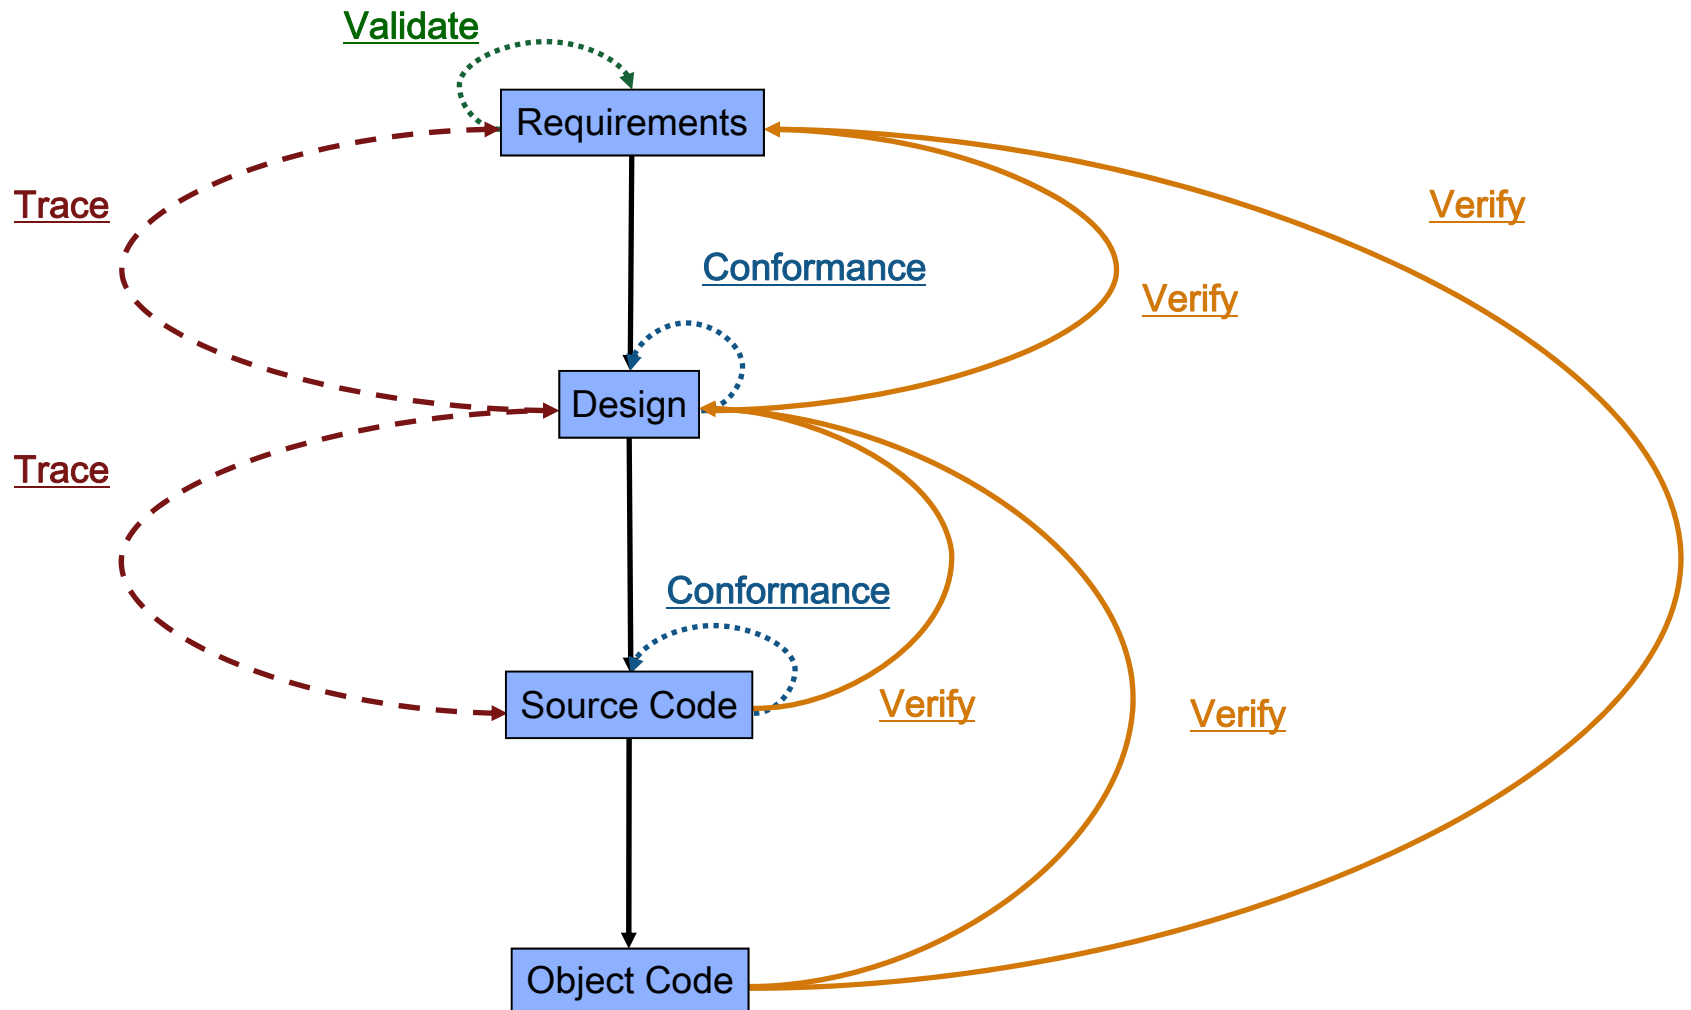 Validate
Requirements
Trace
Verify
Conformance
Verify
Design
Trace
Conformance
Source Code
Verify
Verify
Object Code